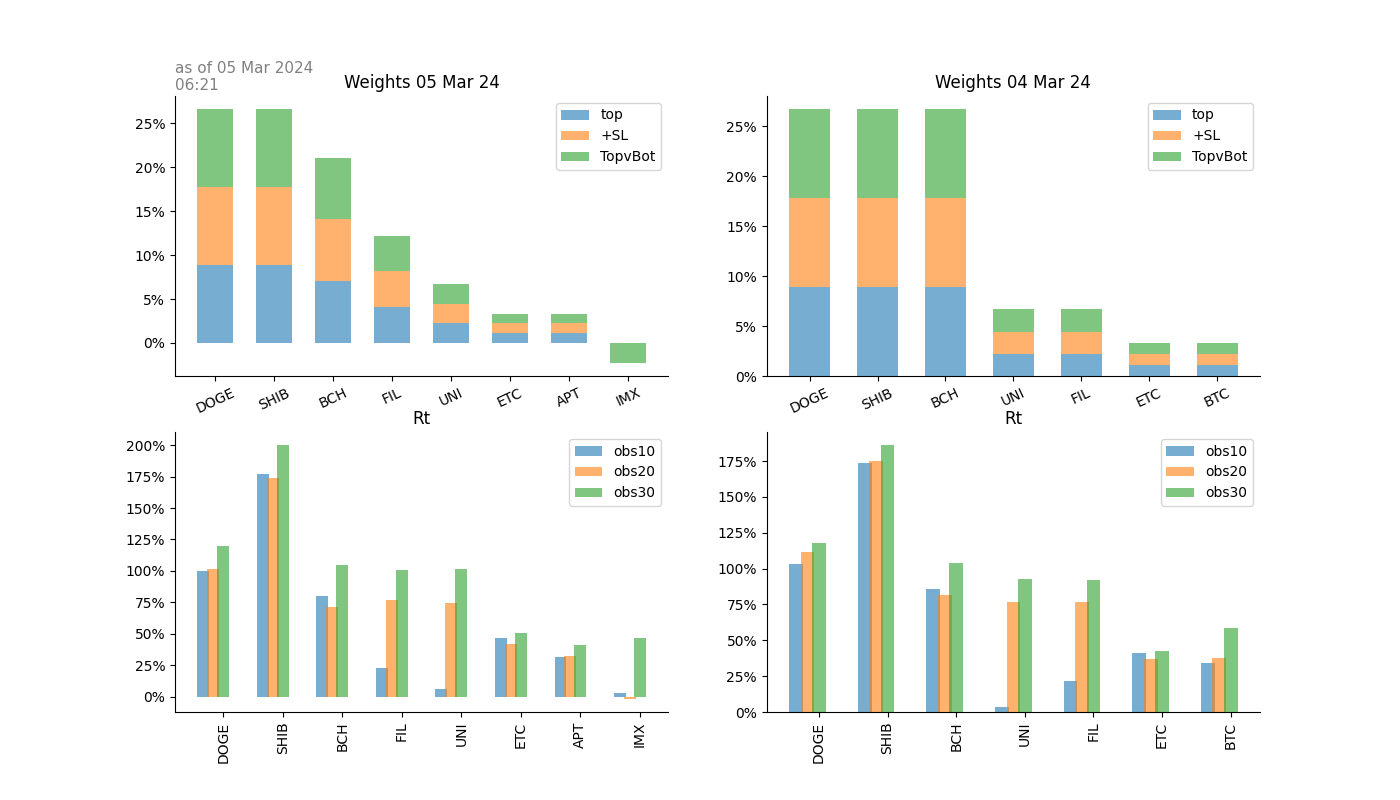 as of 05 Mar 2024
06:21
Weights 05 Mar 24
25%
20%
15%
10%
5%
0%
top
+SL
TopvBot
DOGE
SHIB
BCH
FIL
UNI
ETC
APT
IMX
Weights 04 Mar 24
25%
20%
15%
10%
5%
0%
top
+SL
TopvBot
DOGE
SHIB
BCH
UNI
FIL
ETC
BTC
Rt
200%
175%
150%
125%
100%
75%
50%
25%
0%
obs10
obs20
obs30
DOGE
SHIB
BCH
FIL
UNI
ETC
APT
IMX
Rt
175%
150%
125%
100%
75%
50%
25%
0%
obs10
obs20
obs30
DOGE
SHIB
BCH
UNI
FIL
ETC
BTC